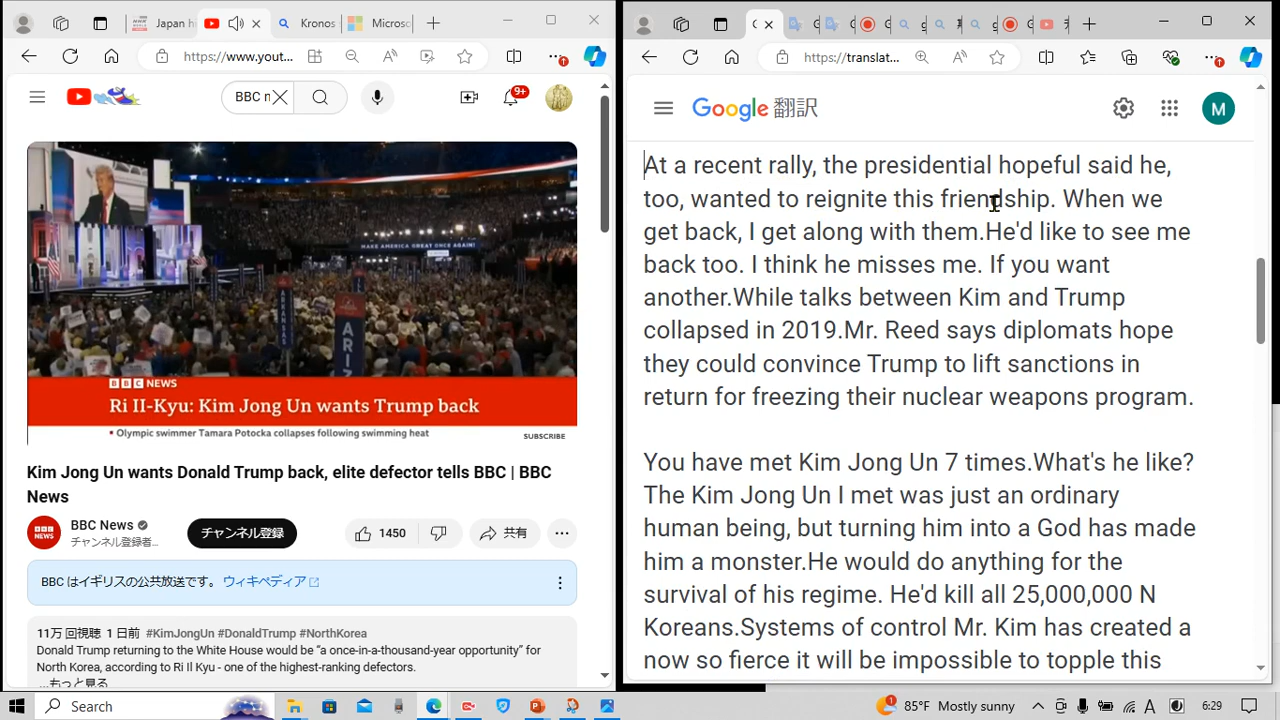 Japan h
Kronos
Microso
https://www.yout...
https://translat...
BBC n
9+
Google 翻訳
M
MAKE AMERICA GREAT ONCE AGAIN!
ARKANSAS
ARIZ
BBC NEWS
Ri Il-Kyu: Kim Jong Un wants Trump back
• Olympic swimmer Tamara Potocka collapses following swimming heat
SUBSCRIBE
Kim Jong Un wants Donald Trump back, elite defector tells BBC | BBC
News
BBC News
チャンネル登録者...
チャンネル登録
1450
共有
BBC はイギリスの公共放送です。 ウィキペディア
11万 回視聴 1 日前 #KimJongUn #DonaldTrump #NorthKorea
Donald Trump returning to the White House would be “a once-in-a-thousand-year opportunity” for
North Korea, according to Ri Il Kyu - one of the highest-ranking defectors.
...もっと見る
At a recent rally, the presidential hopeful said he,
too, wanted to reignite this friendship. When we
get back, I get along with them.He'd like to see me
back too. I think he misses me. If you want
another.While talks between Kim and Trump
collapsed in 2019.Mr. Reed says diplomats hope
they could convince Trump to lift sanctions in
return for freezing their nuclear weapons program.
You have met Kim Jong Un 7 times.What's he like?
The Kim Jong Un I met was just an ordinary
human being, but turning him into a God has made
him a monster.He would do anything for the
survival of his regime. He'd kill all 25,000,000 N
Koreans.Systems of control Mr. Kim has created a
now so fierce it will be impossible to topple this
Search
85°F Mostly sunny
A
6:29